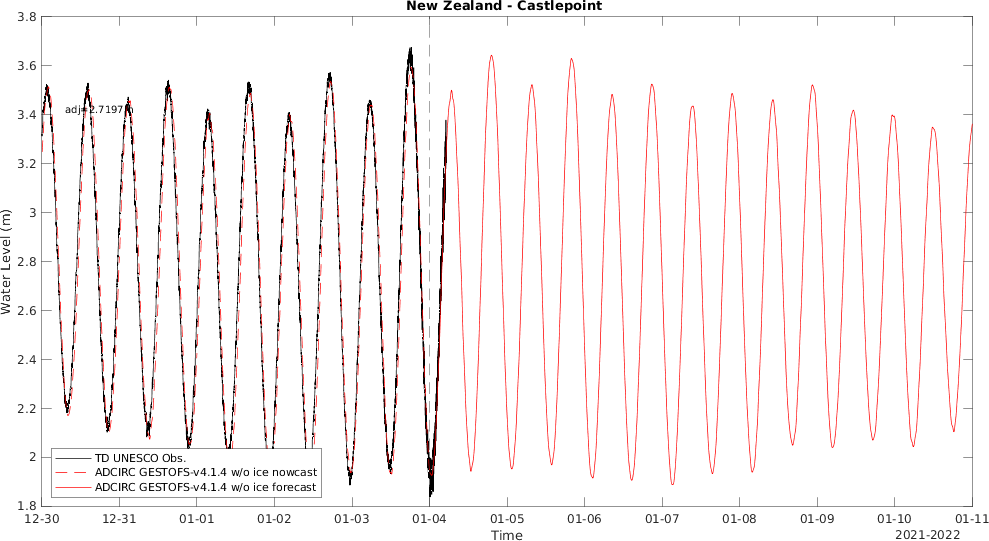 New Zealand - Castlepoint
3.8
3.6
3.4
3.2
3
2.8
2.6
2.4
2.2
2
1.8
Water Level (m)
adj=2.7197
TD UNESCO Obs.
ADCIRC GESTOFS-v4.1.4 w/o ice nowcast
ADCIRC GESTOFS-v4.1.4 w/o ice forecast
12-30 12-31 01-01 01-02 01-03 01-04 01-05 01-06 01-07 01-08 01-09 01-10 01-11
Time
2021-2022